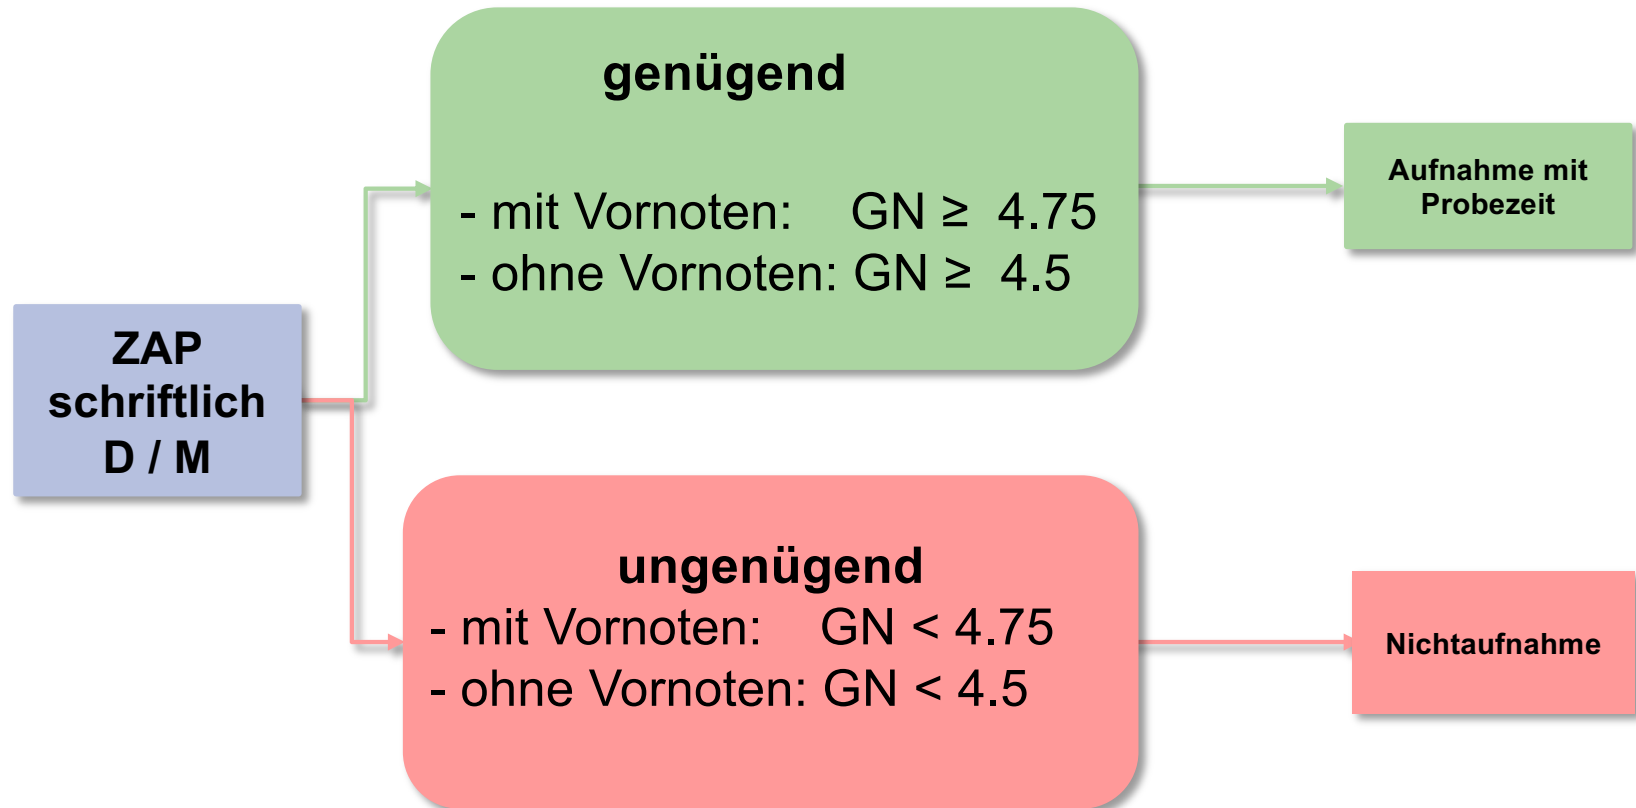 genügend
- mit Vornoten: GN ≥ 4.75
- ohne Vornoten: GN ≥ 4.5
Aufnahme mit
Probezeit
ZAP
schriftlich
D / M
ungenügend
- mit Vornoten: GN < 4.75
- ohne Vornoten: GN < 4.5
Nichtaufnahme